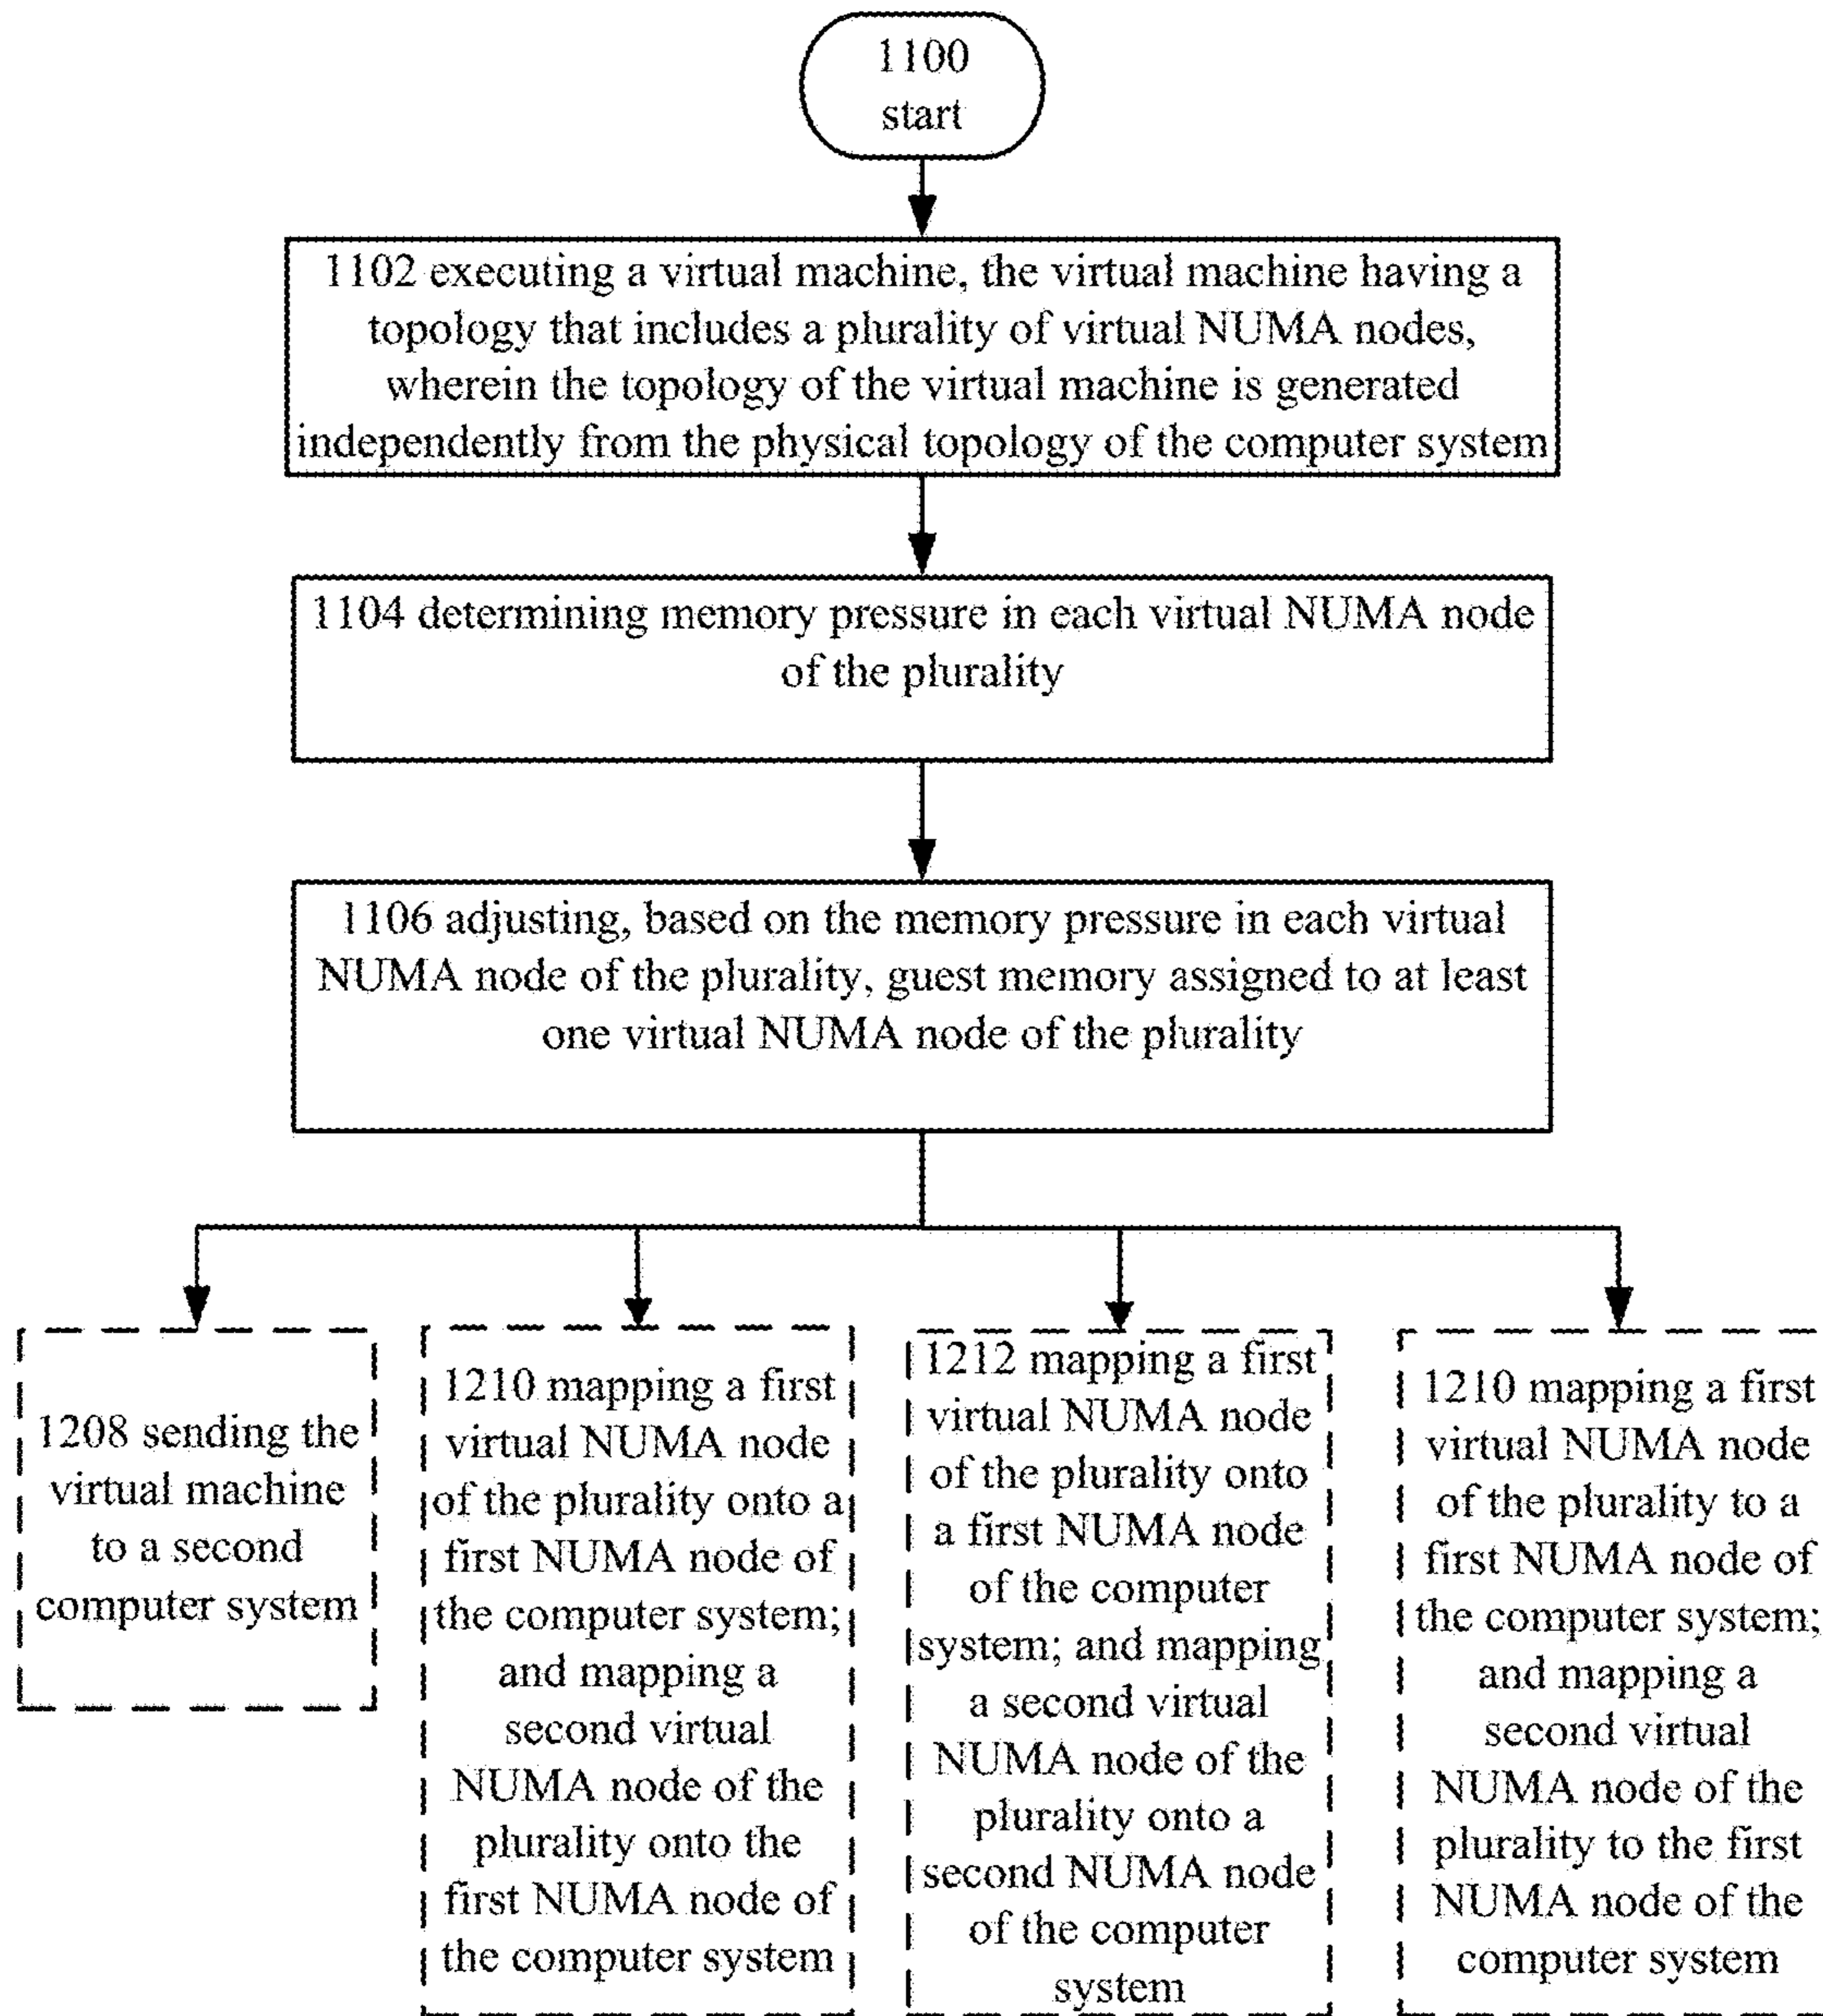 1100
start
1102 executing a virtual machine, the virtual machine having a
topology that includes a plurality of virtual NUMA nodes,
wherein the topology of the virtual machine is generated
independently from the physical topology of the computer system
1104 determining memory pressure in each virtual NUMA node
of the plurality
1106 adjusting, based on the memory pressure in each virtual
NUMA node of the plurality, guest memory assigned to at least
one virtual NUMA node of the plurality
1208 sending the
virtual machine
to a second
computer system
1210 mapping a first
virtual NUMA node
of the plurality onto a
first NUMA node of
the computer system;
and mapping a
second virtual
NUMA node of the
plurality onto the
first NUMA node of
the computer system
1212 mapping a first
virtual NUMA node
of the plurality onto
a first NUMA node
of the computer
system; and mapping
a second virtual
NUMA node of the
plurality onto a
second NUMA node
of the computer
system
1210 mapping a first
virtual NUMA node
of the plurality to a
first NUMA node of
the computer system;
and mapping a
second virtual
NUMA node of the
plurality to the first
NUMA node of the
computer system